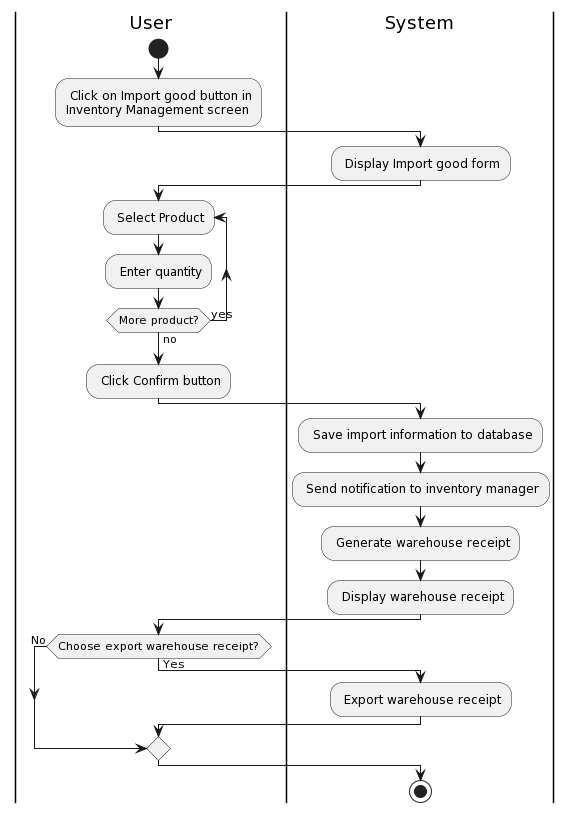 User
System
Click on Import good button in
Inventory Management screen
Display Import good form
Select Product
Enter quantity
More product?
yes
no
Click Confirm button
Save import information to database
Send notification to inventory manager
Generate warehouse receipt
Display warehouse receipt
No
Choose export warehouse receipt?
Yes
Export warehouse receipt